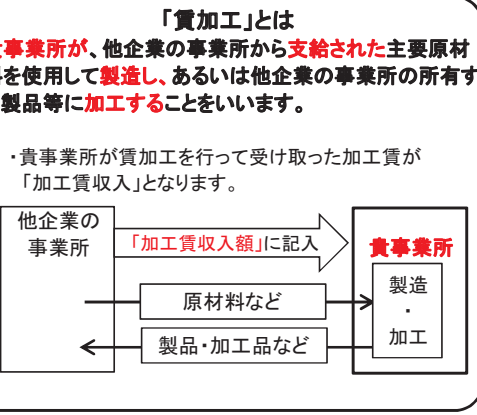 「賃加工」とは
事業所が、他企業の事業所から支給された主要原材
を使用して製造し、あるいは他企業の事業所の所有す
製品等に加工することをいいます。
・貴事業所が賃加工を行って受け取った加工賃が
「加工賃収入」となります。
他企業の
事業所
「加工賃収入額」に記入
貴事業所
原材料など
製造
・
加工
製品・加工品など